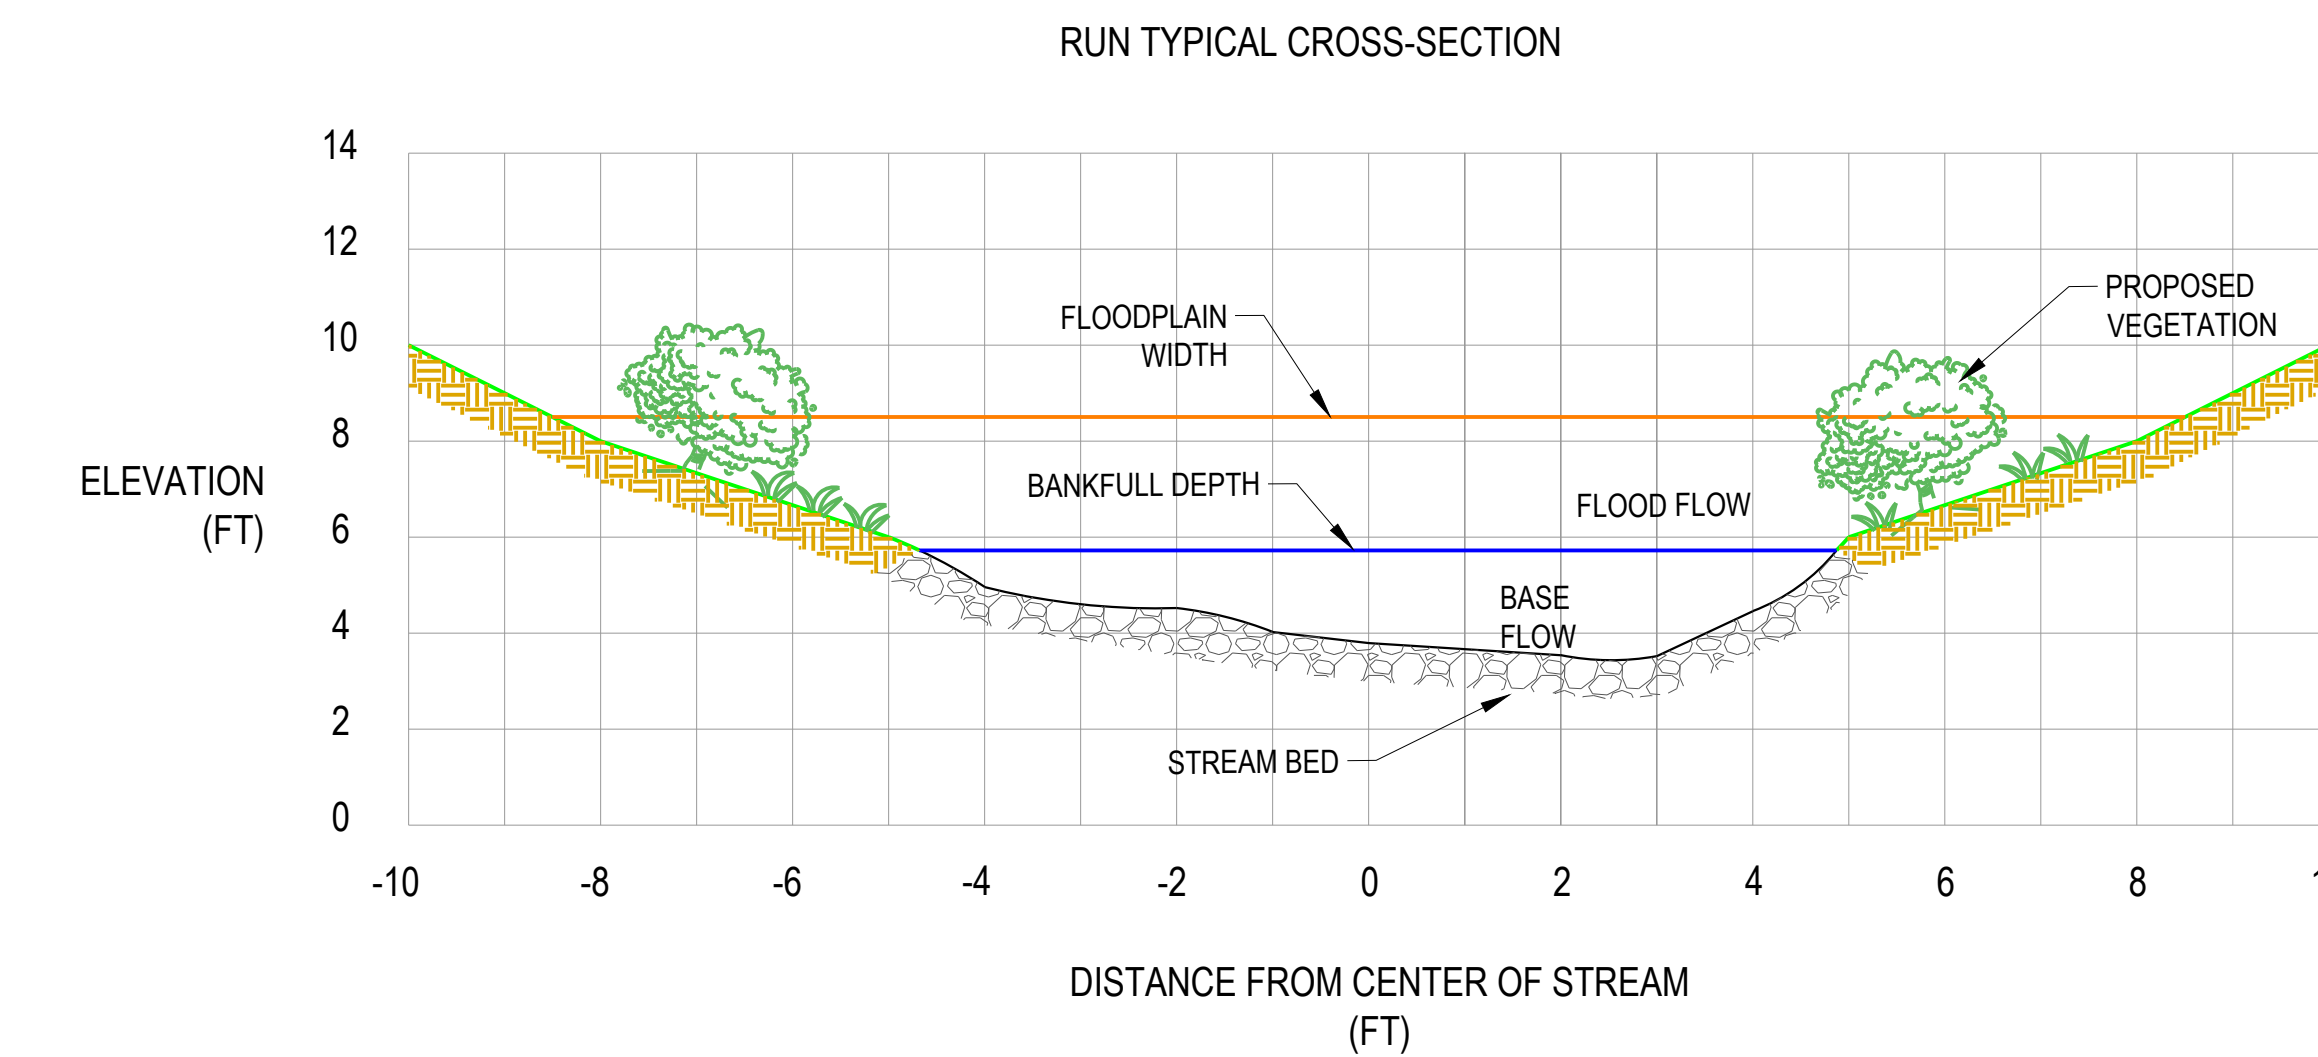 RUN TYPICAL CROSS-SECTION
14
12
10
8
6
4
2
0
ELEVATION
(FT)
FLOODPLAIN
WIDTH
PROPOSED
VEGETATION
BANKFULL DEPTH
FLOOD FLOW
BASE
FLOW
STREAM BED
-10 -8 -6 -4 -2 0 2 4 6 8
DISTANCE FROM CENTER OF STREAM
(FT)